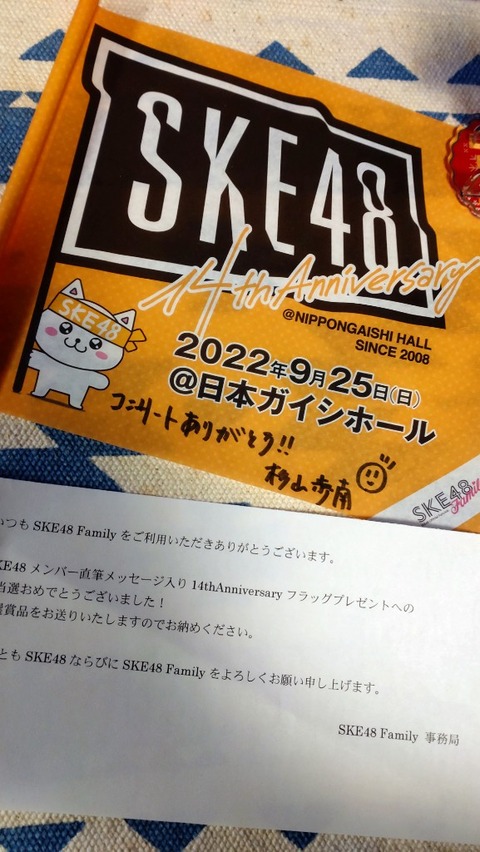 SKE48
14th Anniversary
@NIPPONGAISHI HALL
SINCE 2008
SKE48
2022年9月25日(日)
@日本ガイシホール
コンサートありがとう!!
杉山歩南
SKE48
Family
いつも SKE48 Family をご利用いただきありがとうございます。
KE48 メンバー直筆メッセージ入り 14thAnniversary フラッグプレゼントへの
当選おめでとうございました！
賞品をお送りいたしますのでお納めください。
とも SKE48 ならびに SKE48 Family をよろしくお願い申し上げます。
SKE48 Family 事務局